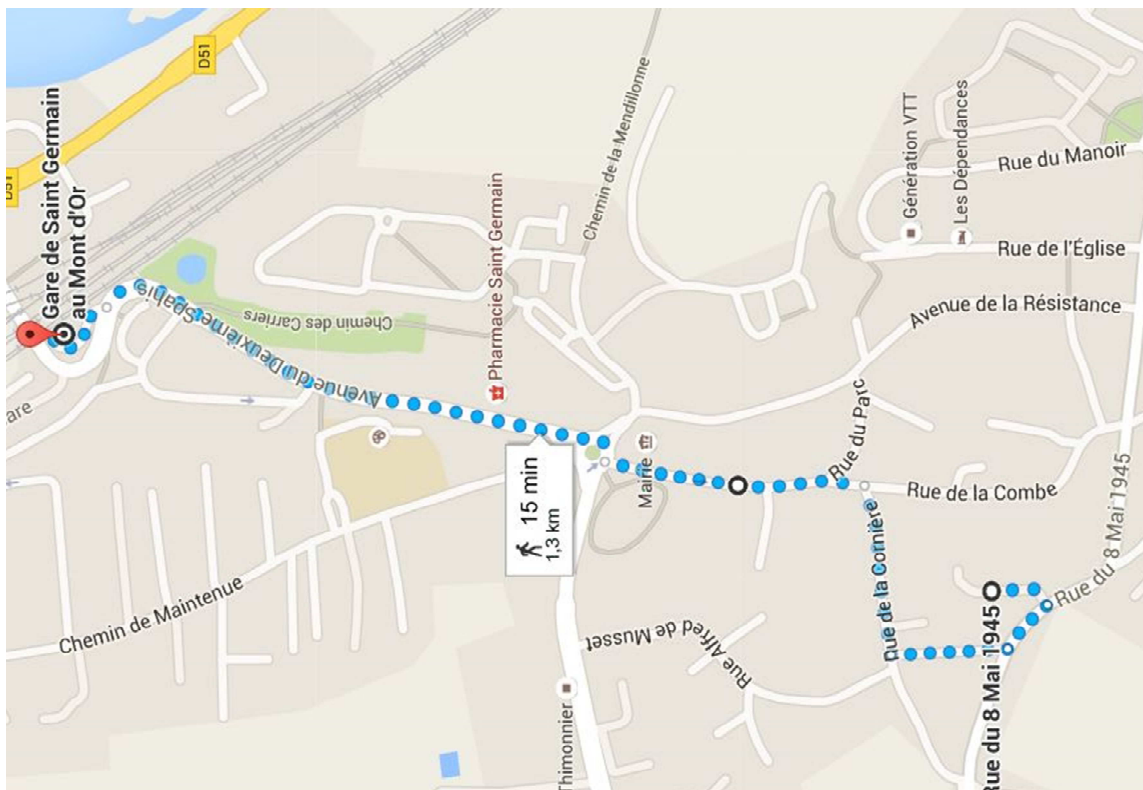 D51
D51
Gare de Saint Germain
au Mont d'Or
Avenue du Deuxième Spahis
Chemin des Carriers
Pharmacie Saint Germain
Chemin de la Mendillonne
Génération VTT
Les Dépendances
Rue du Manoir
Rue de l'Église
Avenue de la Résistance
Rue du Parc
Mairie
15 min
1,3 km
Rue de la Combe
Rue de la Cornière
Rue du 8 Mai 1945
Rue du 8 Mai 1945
Chemin de Maintenue
Rue Alfred de Musset
Thimonnier